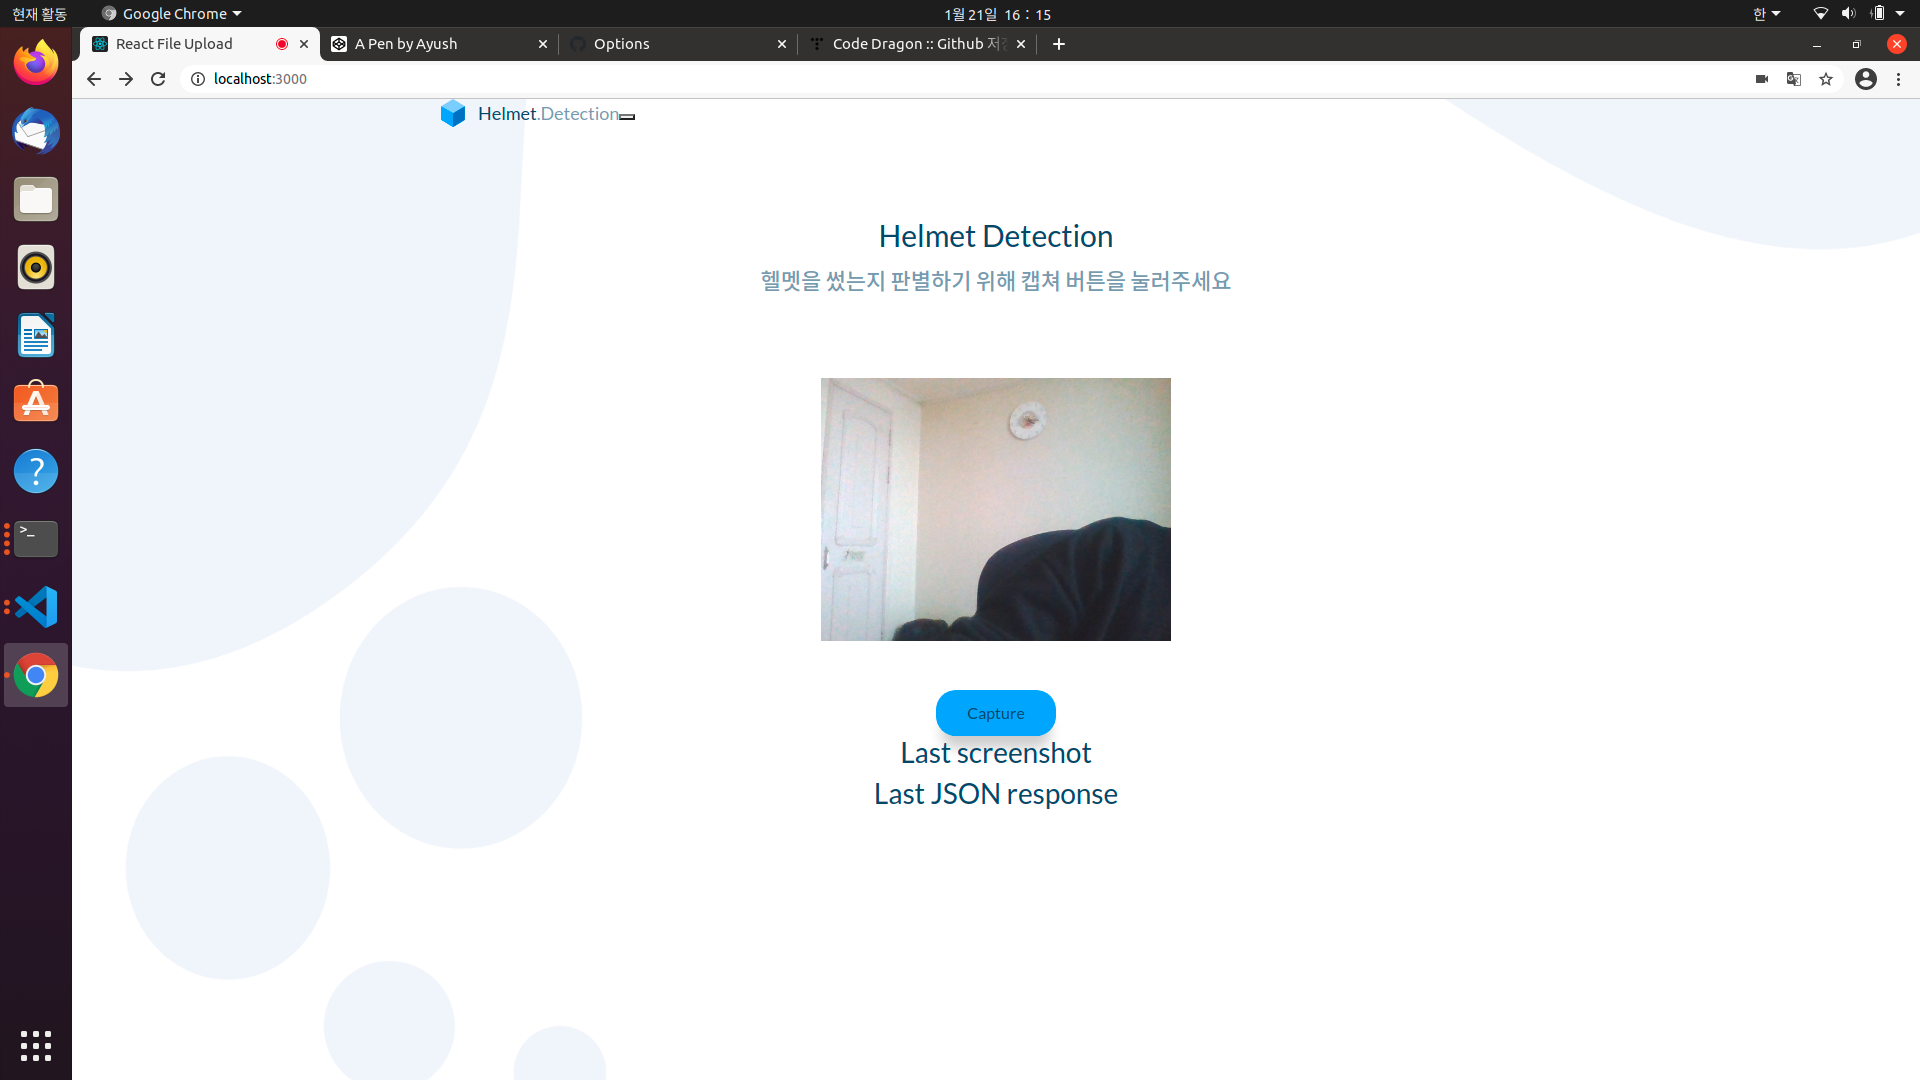 현재 활동
Google Chrome
1월 21일 16 : 15
한
React File Upload
A Pen by Ayush
Options
Code Dragon :: Github 저장
localhost:3000
Helmet.Detection
Helmet Detection
헬멧을 썼는지 판별하기 위해 캡쳐 버튼을 눌러주세요
Capture
Last screenshot
Last JSON response